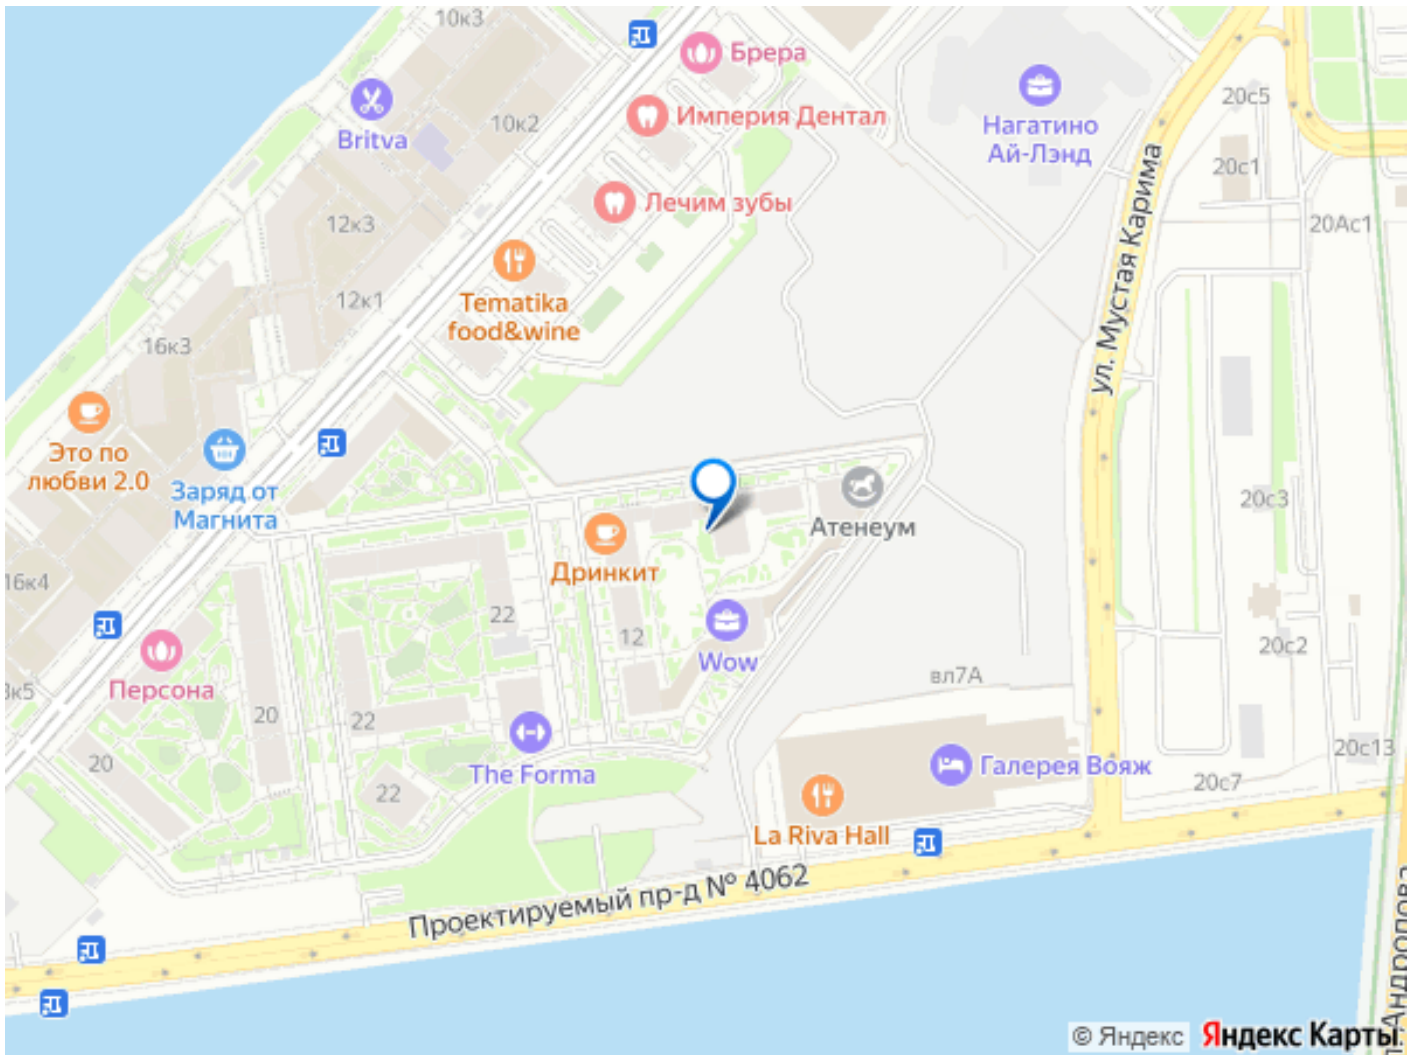 10к3
Брера
Britva
10к2
Империя Дентал
Нагатино
Ай-Лэнд
20с5
20с1
Лечим зубы
12к3
20Ас1
ул. Мустая Карима
12к1
Tematika
food&wine
16к3
Это по
любви 2.0
Заряд от
Магнита
Атенеум
20с3
Дринкит
16к4
22
12
Wow
20с2
вл7А
3к5
Персона
20
22
The Forma
20
22
Галерея Вояж
20с13
20с7
La Riva Hall
Проектируемый пр-д № 4062
Андропова
© Яндекс Яндекс Карты